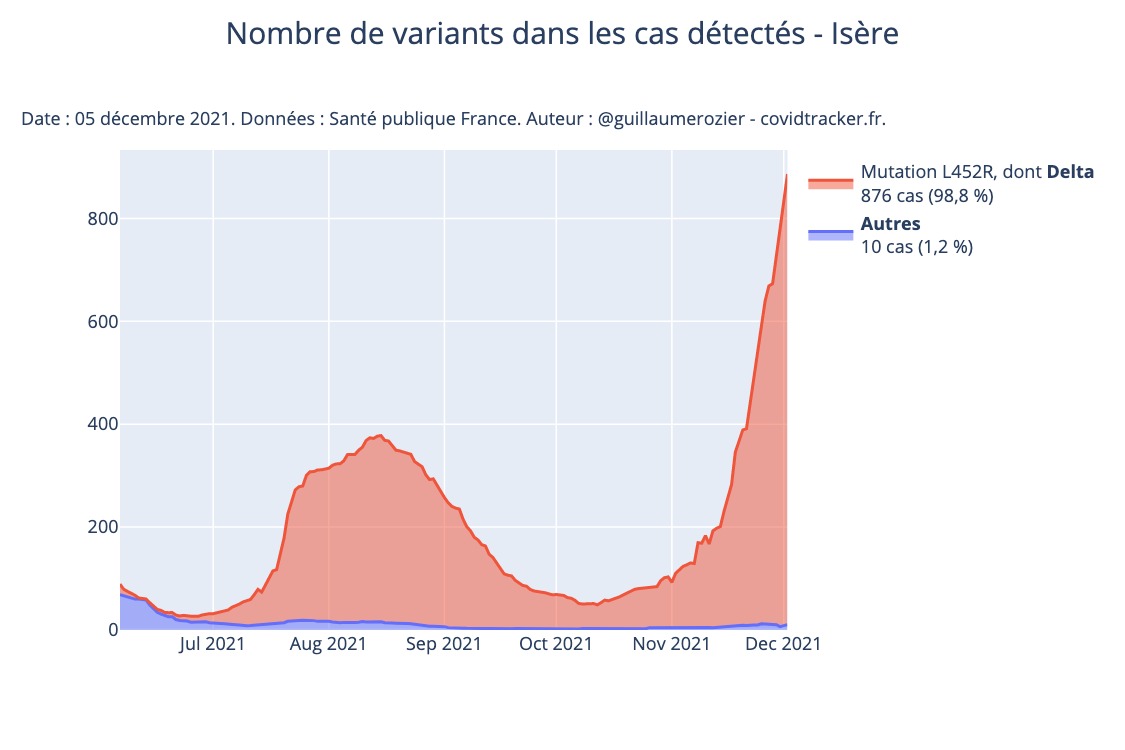 Nombre de variants dans les cas détectés - Isère
Date : 05 décembre 2021. Données : Santé publique France. Auteur : @guillaumerozier - covidtracker.fr.
Mutation L452R, dont Delta
876 cas (98,8 %)
Autres
10 cas (1,2 %)
800
600
400
200
0
Jul 2021 Aug 2021 Sep 2021 Oct 2021 Nov 2021 Dec 2021